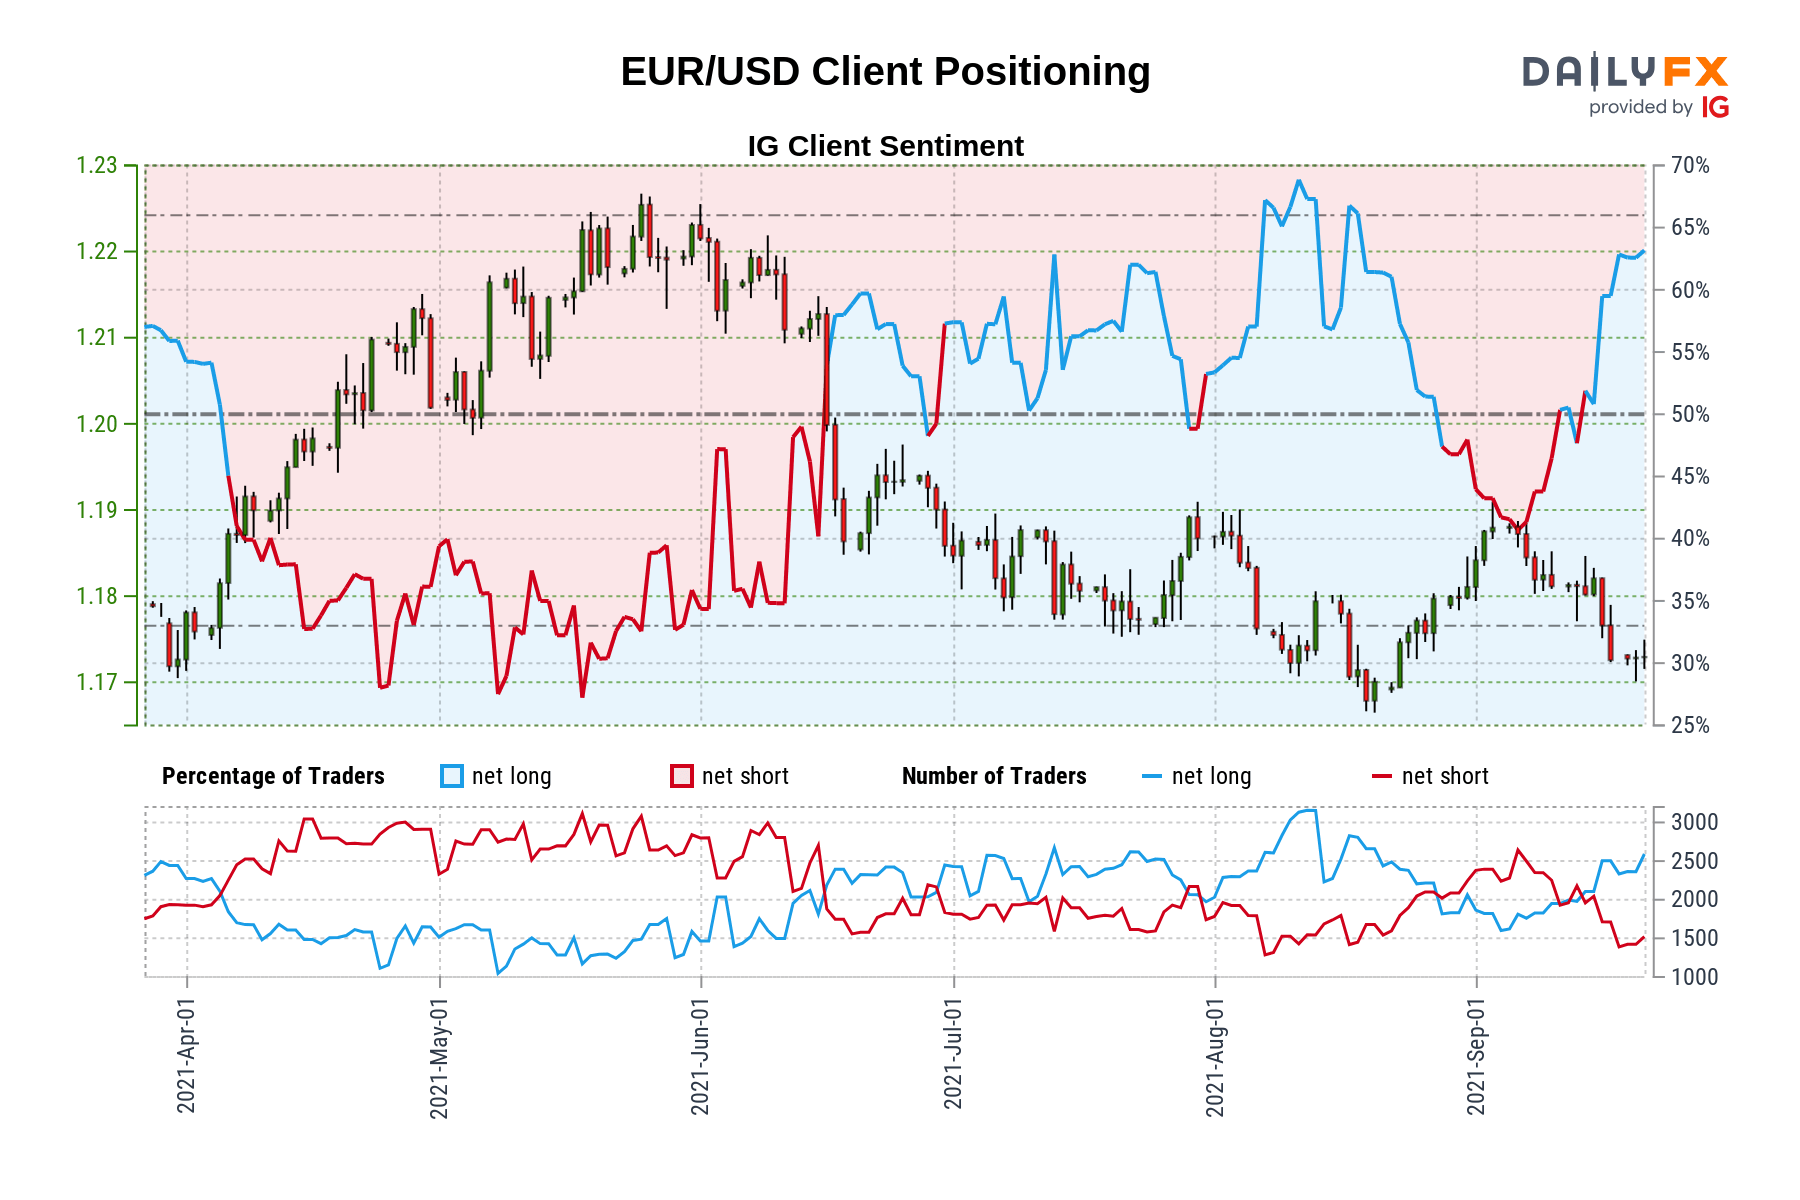 EUR/USD Client Positioning
DAILYFX
provided by IG
IG Client Sentiment
1.23
1.22
1.21
1.20
1.19
1.18
1.17
70%
65%
60%
55%
50%
45%
40%
35%
30%
25%
Percentage of Traders net long net short Number of Traders net long net short
3000
2500
2000
1500
1000
2021-Apr-01
2021-May-01
2021-Jun-01
2021-Jul-01
2021-Aug-01
2021-Sep-01